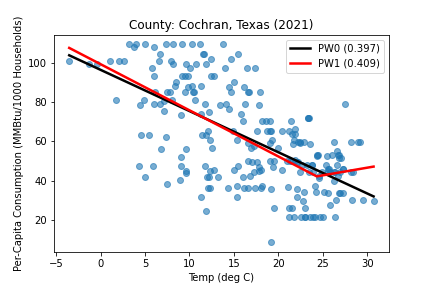 County: Cochran, Texas (2021)
PW0 (0.397)
PW1 (0.409)
Per-Capita Consumption (MMBtu/1000 Households)
100
80
60
40
20
−5
0
5
10
15
20
25
30
Temp (deg C)